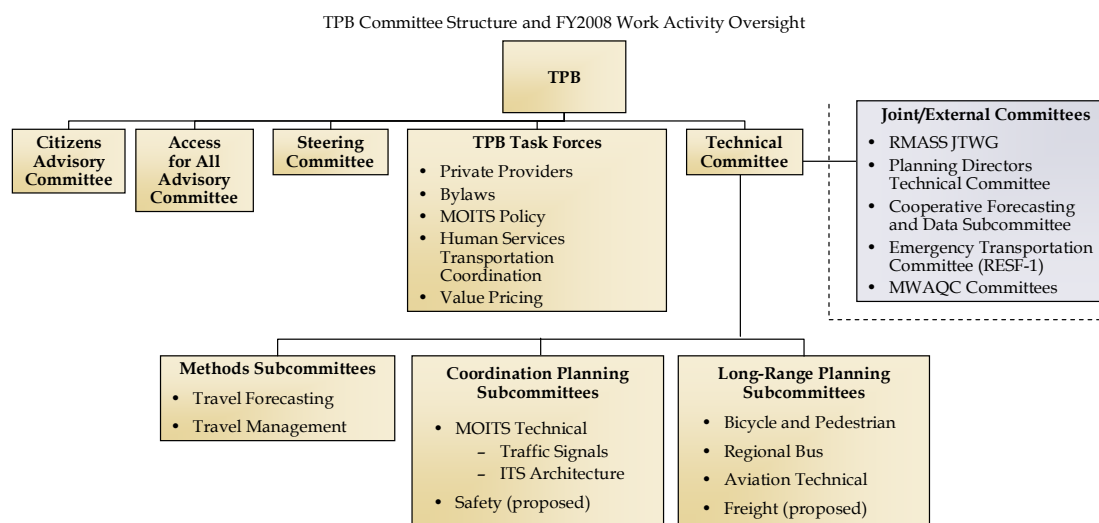 TPB Committee Structure and FY2008 Work Activity Oversight
TPB
Citizens
Advisory
Committee
Access
for All
Advisory
Committee
Steering
Committee
TPB Task Forces
• Private Providers
• Bylaws
• MOITS Policy
• Human Services
Transportation
Coordination
• Value Pricing
Technical
Committee
Joint/External Committees
• RMASS JTWG
• Planning Directors
Technical Committee
• Cooperative Forecasting
and Data Subcommittee
• Emergency Transportation
Committee (RESF-1)
• MWAQC Committees
Methods Subcommittees
• Travel Forecasting
• Travel Management
Coordination Planning
Subcommittees
• MOITS Technical
– Traffic Signals
– ITS Architecture
• Safety (proposed)
Long-Range Planning
Subcommittees
• Bicycle and Pedestrian
• Regional Bus
• Aviation Technical
• Freight (proposed)